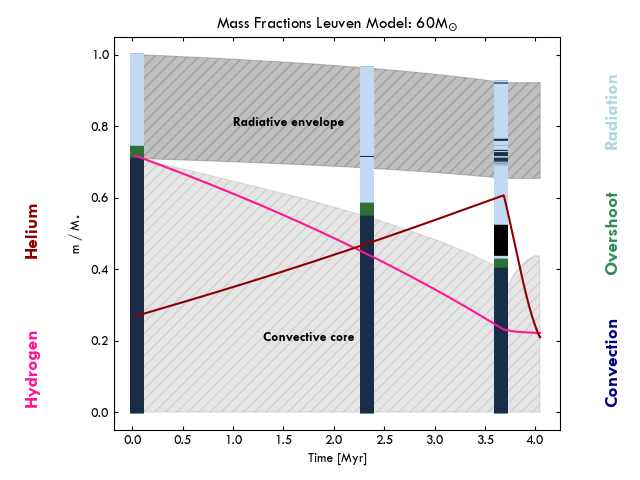 Mass Fractions Leuven Model: 60M☉
Radiation
Overshoot
Convection
Helium
Hydrogen
m / M⋆
1.0
0.8
0.6
0.4
0.2
0.0
Radiative envelope
Convective core
0.0 0.5 1.0 1.5 2.0 2.5 3.0 3.5 4.0
Time [Myr]